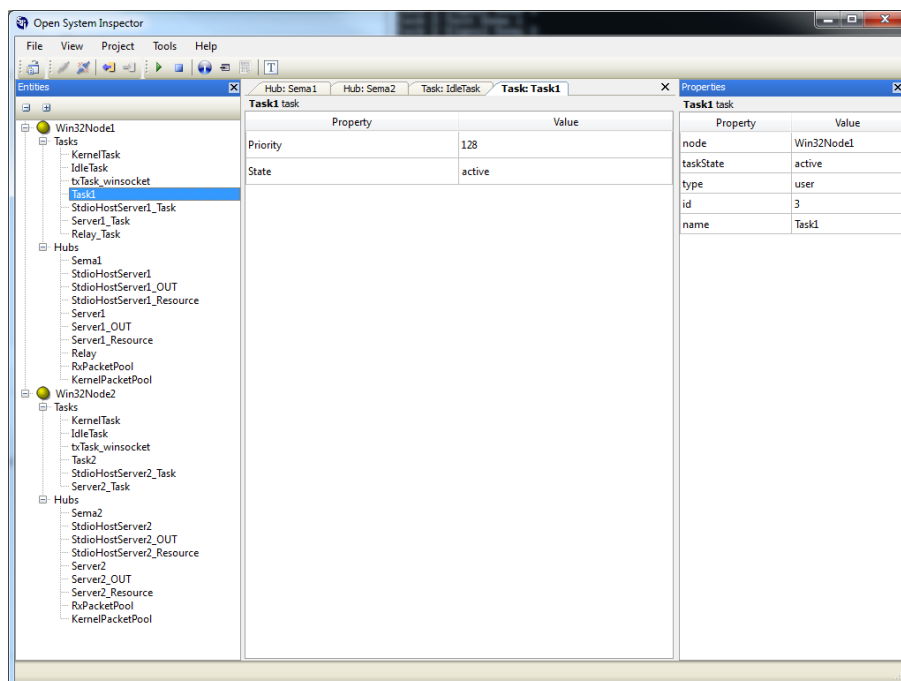 Open System Inspector
File View Project Tools Help
T
Entities
Win32Node1
Tasks
KernelTask
IdleTask
txTask_winsocket
Task1
StdioHostServer1_Task
Server1_Task
Relay_Task
Hubs
Sema1
StdioHostServer1
StdioHostServer1_OUT
StdioHostServer1_Resource
Server1
Server1_OUT
Server1_Resource
Relay
RxPacketPool
KernelPacketPool
Win32Node2
Tasks
KernelTask
IdleTask
txTask_winsocket
Task2
StdioHostServer2_Task
Server2_Task
Hubs
Sema2
StdioHostServer2
StdioHostServer2_OUT
StdioHostServer2_Resource
Server2
Server2_OUT
Server2_Resource
RxPacketPool
KernelPacketPool
Hub: Sema1 Hub: Sema2 Task: IdleTask Task: Task1
Task1 task
Property Value
Priority 128
State active
Properties
Task1 task
Property Value
node Win32Node1
taskState active
type user
id 3
name Task1